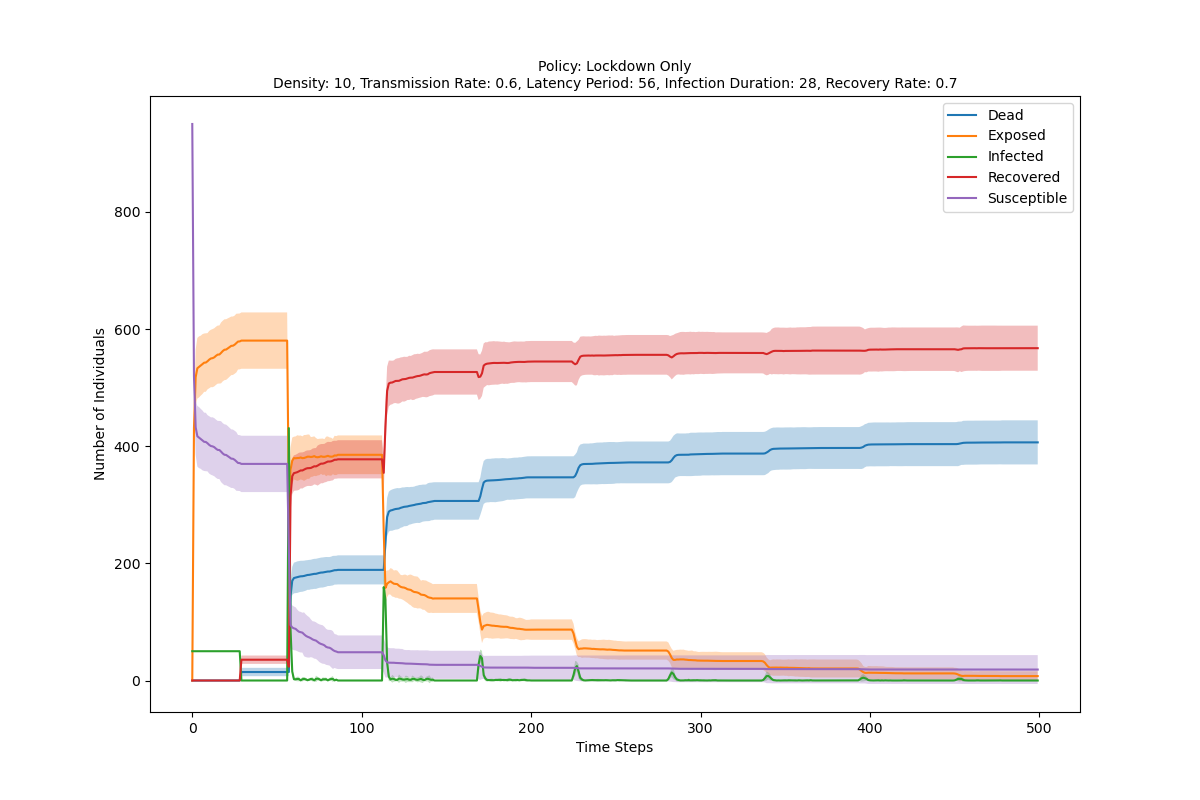 Policy: Lockdown Only
Density: 10, Transmission Rate: 0.6, Latency Period: 56, Infection Duration: 28, Recovery Rate: 0.7
Dead
Exposed
Infected
Recovered
Susceptible
Number of Individuals
800
600
400
200
0
0 100 200 300 400 500
Time Steps